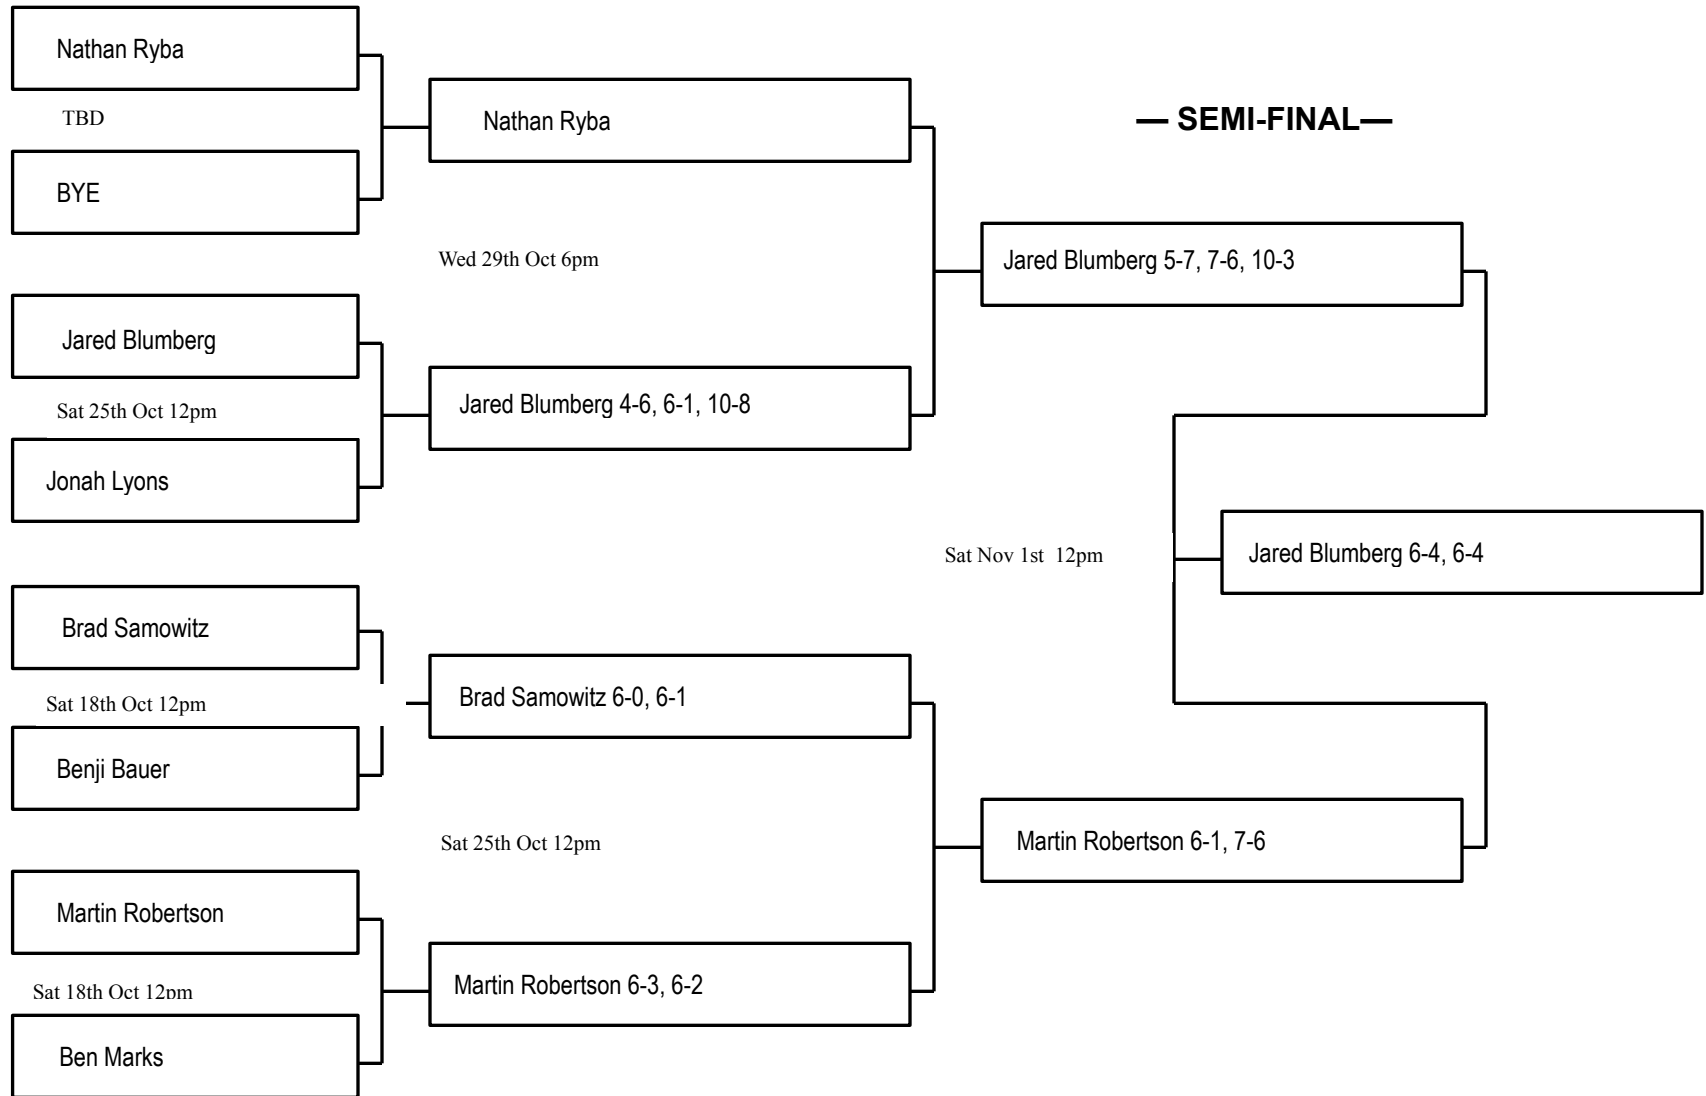 Nathan Ryba
TBD
BYE
Nathan Ryba
— SEMI-FINAL—
Wed 29th Oct 6pm
Jared Blumberg 5-7, 7-6, 10-3
Jared Blumberg
Sat 25th Oct 12pm
Jonah Lyons
Jared Blumberg 4-6, 6-1, 10-8
Sat Nov 1st  12pm
Jared Blumberg 6-4, 6-4
Brad Samowitz
Sat 18th Oct 12pm
Benji Bauer
Brad Samowitz 6-0, 6-1
Sat 25th Oct 12pm
Martin Robertson 6-1, 7-6
Martin Robertson
Sat 18th Oct 12pm
Ben Marks
Martin Robertson 6-3, 6-2